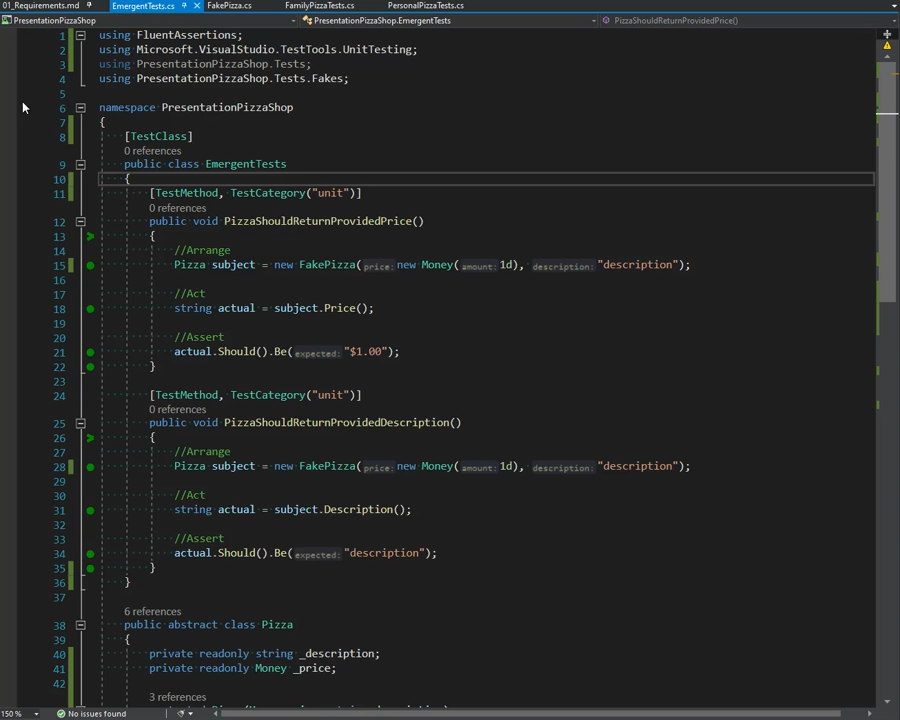 01_Requirements.md EmergentTests.cs FakePizza.cs FamilyPizzaTests.cs PersonalPizzaTests.cs
PresentationPizzaShop PresentationPizzaShop.EmergentTests PizzaShouldReturnProvidedPrice()
1 using FluentAssertions;
2 using Microsoft.VisualStudio.TestTools.UnitTesting;
3 using PresentationPizzaShop.Tests;
4 using PresentationPizzaShop.Tests.Fakes;
5
6 namespace PresentationPizzaShop
7 {
8 [TestClass]
0 references
9 public class EmergentTests
10 {
11 [TestMethod, TestCategory("unit")]
0 references
12 public void PizzaShouldReturnProvidedPrice()
13 {
14 //Arrange
15 Pizza subject = new FakePizza(price: new Money(amount: 1d), description: "description");
16
17 //Act
18 string actual = subject.Price();
19
20 //Assert
21 actual.Should().Be(expected: "$1.00");
22 }
23
24 [TestMethod, TestCategory("unit")]
0 references
25 public void PizzaShouldReturnProvidedDescription()
26 {
27 //Arrange
28 Pizza subject = new FakePizza(price: new Money(amount: 1d), description: "description");
29
30 //Act
31 string actual = subject.Description();
32
33 //Assert
34 actual.Should().Be(expected: "description");
35 }
36 }
37
6 references
38 public abstract class Pizza
39 {
40 private readonly string _description;
41 private readonly Money _price;
42
3 references
150 % No issues found